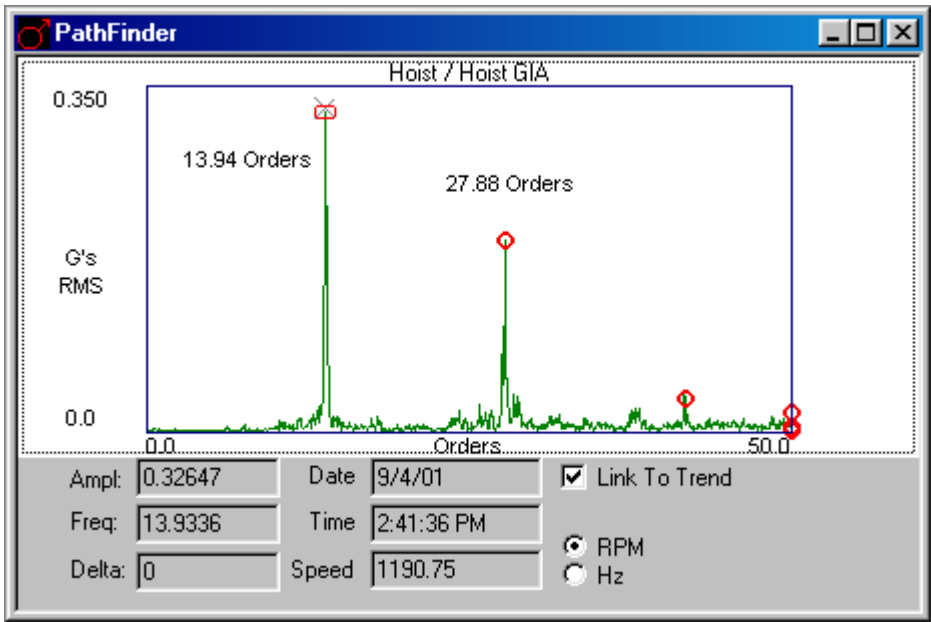 PathFinder
Hoist / Hoist GIA
0.350
13.94 Orders
27.88 Orders
G's
RMS
0.0
0.0 Orders 50.0
Ampl: 0.32647 Date 9/4/01 Link To Trend
Freq: 13.9336 Time 2:41:36 PM
RPM
Delta: 0 Speed 1190.75
Hz